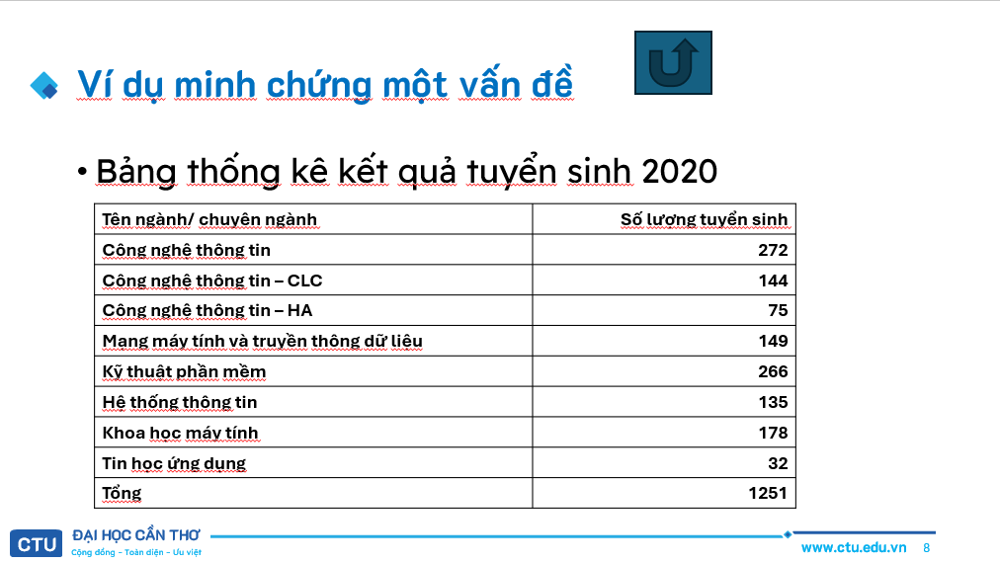 Ví dụ minh chứng một vấn đề
• Bảng thống kê kết quả tuyển sinh 2020
Tên ngành/ chuyên ngành Số lượng tuyển sinh
Công nghệ thông tin 272
Công nghệ thông tin – CLC 144
Công nghệ thông tin – HA 75
Mạng máy tính và truyền thông dữ liệu 149
Kỹ thuật phần mềm 266
Hệ thống thông tin 135
Khoa học máy tính 178
Tin học ứng dụng 32
Tổng 1251
CTU ĐẠI HỌC CẦN THƠ
Cộng đồng – Toàn diện – Ưu việt
www.ctu.edu.vn 8